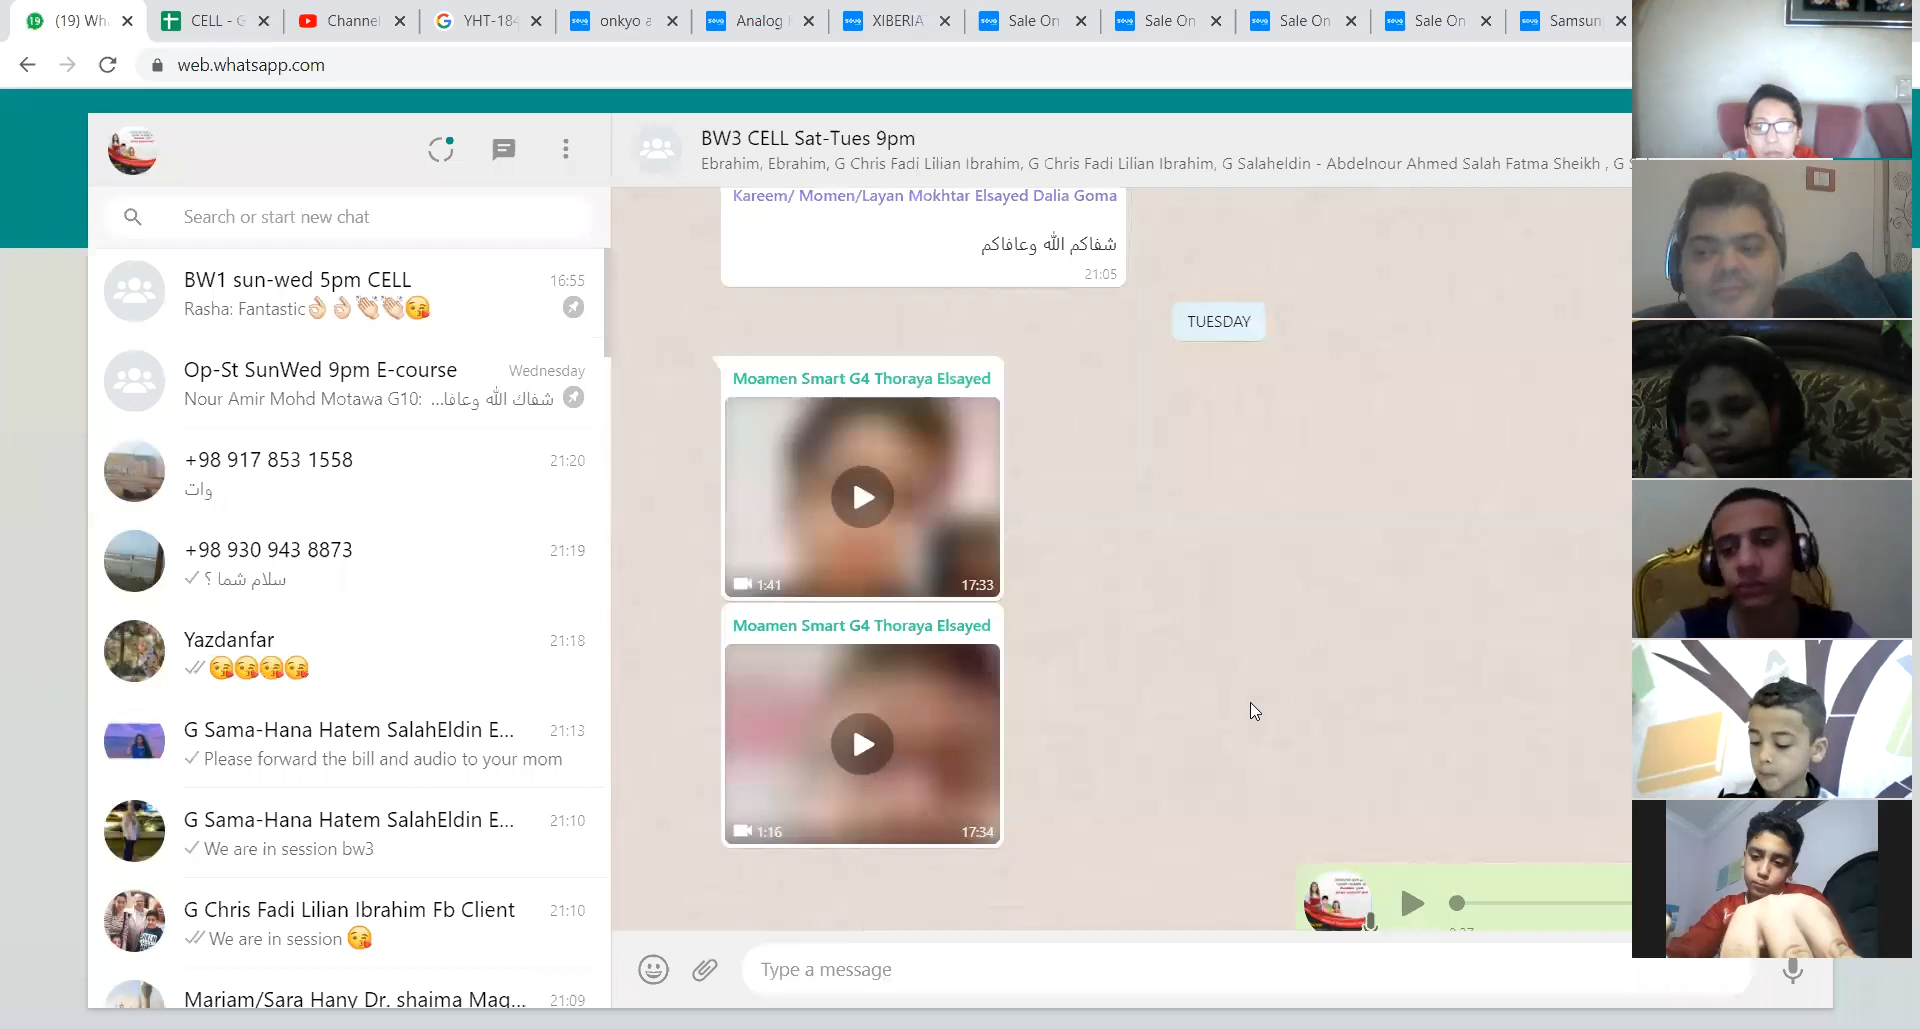 (19) Wha
CELL - G
Channel
YHT-184
onkyo a
Analog
XIBERIA
Sale On
Sale On
Sale On
Sale On
Samsun
web.whatsapp.com
BW3 CELL Sat-Tues 9pm
Ebrahim, Ebrahim, G Chris Fadi Lilian Ibrahim, G Chris Fadi Lilian Ibrahim, G Salaheldin - Abdelnour Ahmed Salah Fatma Sheikh , G S
Search or start new chat
BW1 sun-wed 5pm CELL
16:55
Rasha: Fantastic👌🏻👌🏻👏🏻👏🏻😘
Op-St SunWed 9pm E-course
Wednesday
Nour Amir Mohd Motawa G10: شفاك الله وعافا...
+98 917 853 1558
21:20
وات
+98 930 943 8873
21:19
سلام شما ؟
Yazdanfar
21:18
😘😘😘😘
G Sama-Hana Hatem SalahEldin E...
21:13
Please forward the bill and audio to your mom
G Sama-Hana Hatem SalahEldin E...
21:10
We are in session bw3
G Chris Fadi Lilian Ibrahim Fb Client
21:10
We are in session 😘
Mariam/Sara Hany Dr. shaima Mag...
21:09
Kareem/ Momen/Layan Mokhtar Elsayed Dalia Goma
شفاكم الله وعافاكم
21:05
TUESDAY
Moamen Smart G4 Thoraya Elsayed
1:41
17:33
Moamen Smart G4 Thoraya Elsayed
1:16
17:34
Type a message